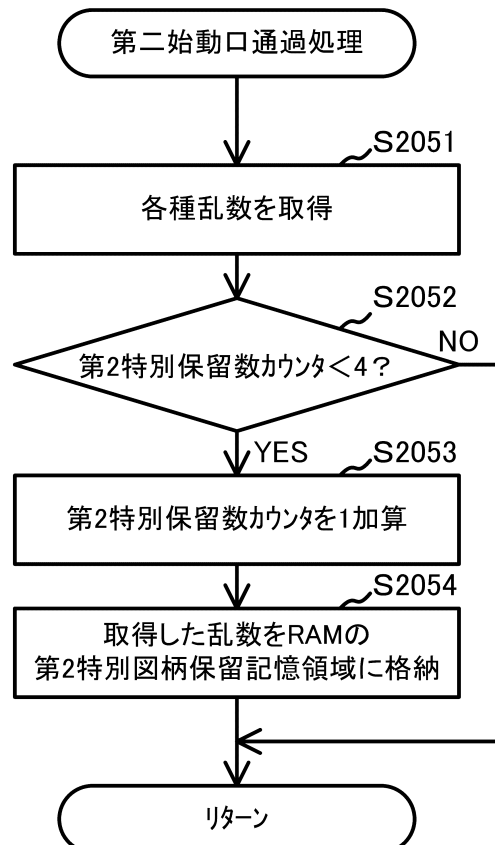 第二始動口通過処理
S2051
各種乱数を取得
S2052
第2特別保留数カウンタ<4?
NO
YES
S2053
第2特別保留数カウンタを1加算
S2054
取得した乱数をRAMの
第2特別図柄保留記憶領域に格納
リターン